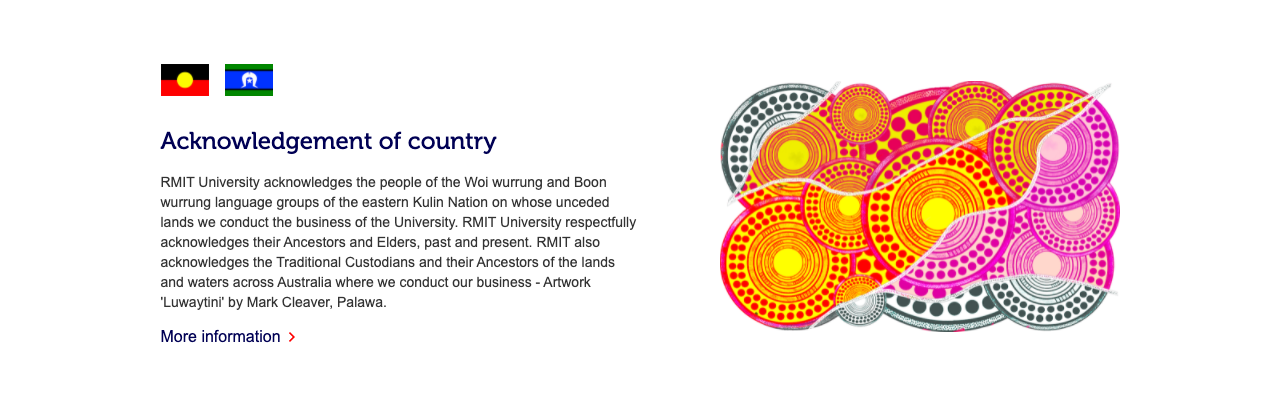 Acknowledgement of country
RMIT University acknowledges the people of the Woi wurrung and Boon
wurrung language groups of the eastern Kulin Nation on whose unceded
lands we conduct the business of the University. RMIT University respectfully
acknowledges their Ancestors and Elders, past and present. RMIT also
acknowledges the Traditional Custodians and their Ancestors of the lands
and waters across Australia where we conduct our business - Artwork
'Luwaytini' by Mark Cleaver, Palawa.
More information